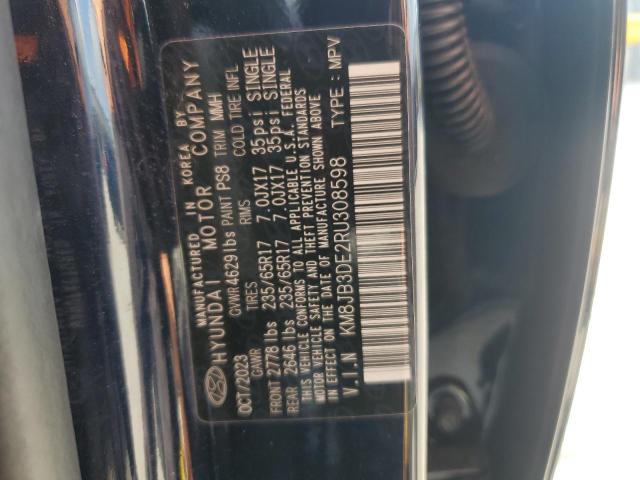 MANUFACTURED IN KOREA BY
HYUNDAI MOTOR COMPANY
OCT/2023 GVWR 4629 lbs PAINT PS8 TRIM MMH
GAWR TIRES RIMS COLD TIRE INFL
FRONT 2778 lbs 235/65R17 7.0JX17 35psi SINGLE
REAR 2646 lbs 235/65R17 7.0JX17 35psi SINGLE
THIS VEHICLE CONFORMS TO ALL APPLICABLE U.S.A. FEDERAL
MOTOR VEHICLE SAFETY AND THEFT PREVENTION STANDARDS
IN EFFECT ON THE DATE OF MANUFACTURE SHOWN ABOVE
V.I.N KM8JB3DE2RU308598 TYPE : MPV